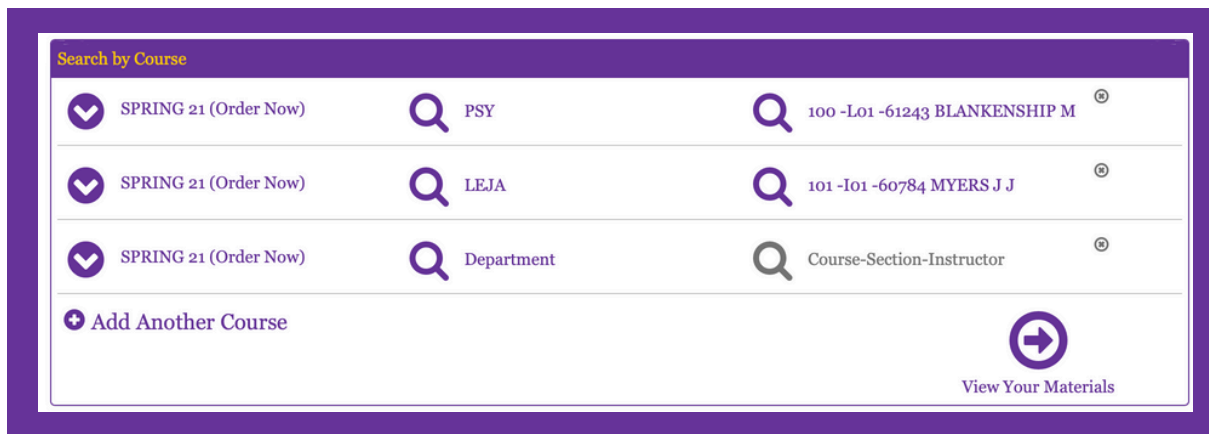 Search by Course
SPRING 21 (Order Now) PSY 100 -L01 -61243 BLANKENSHIP M
SPRING 21 (Order Now) LEJA 101 -I01 -60784 MYERS J J
SPRING 21 (Order Now) Department Course-Section-Instructor
Add Another Course
View Your Materials